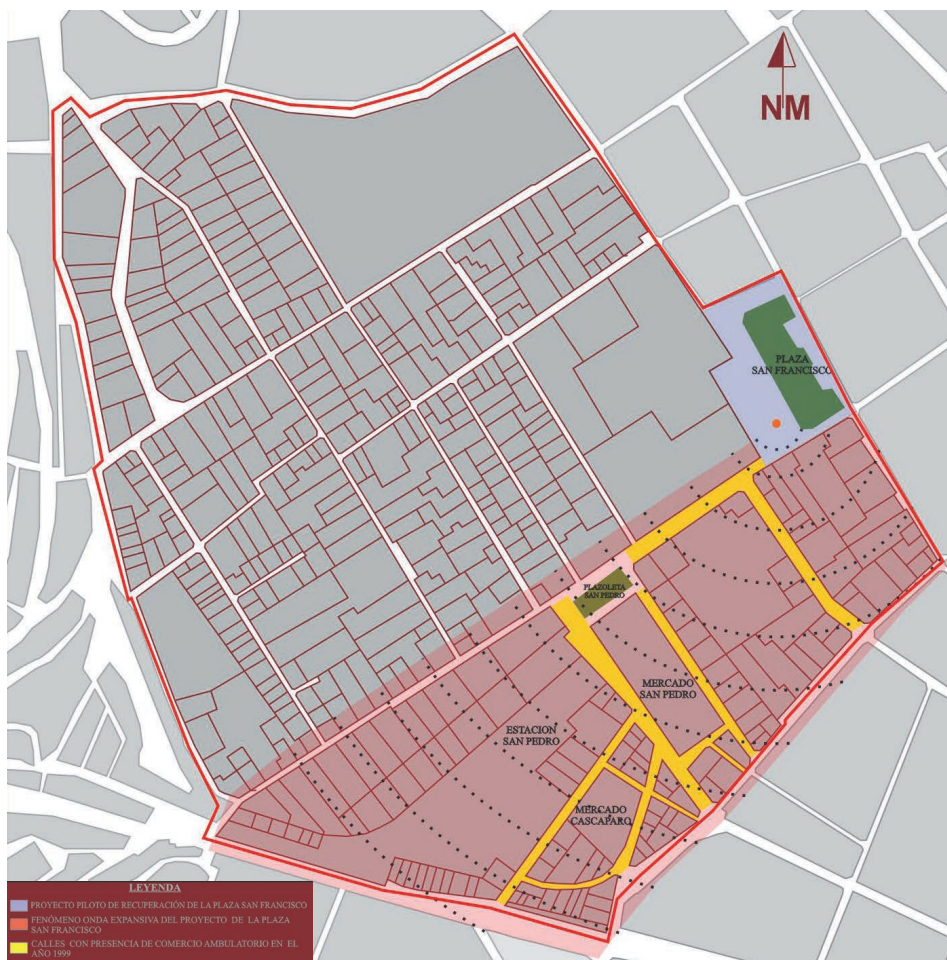 NM
PLAZA
SAN FRANCISCO
PLAZOLETA
SAN PEDRO
MERCADO
SAN PEDRO
ESTACION
SAN PEDRO
MERCADO
CASCAPARO
LEYENDA
PROYECTO PILOTO DE RECUPERACIÓN DE LA PLAZA SAN FRANCISCO
FENÓMENO ONDA EXPANSIVA DEL PROYECTO DE LA PLAZA
SAN FRANCISCO
CALLES CON PRESENCIA DE COMERCIO AMBULATORIO EN EL
AÑO 1999